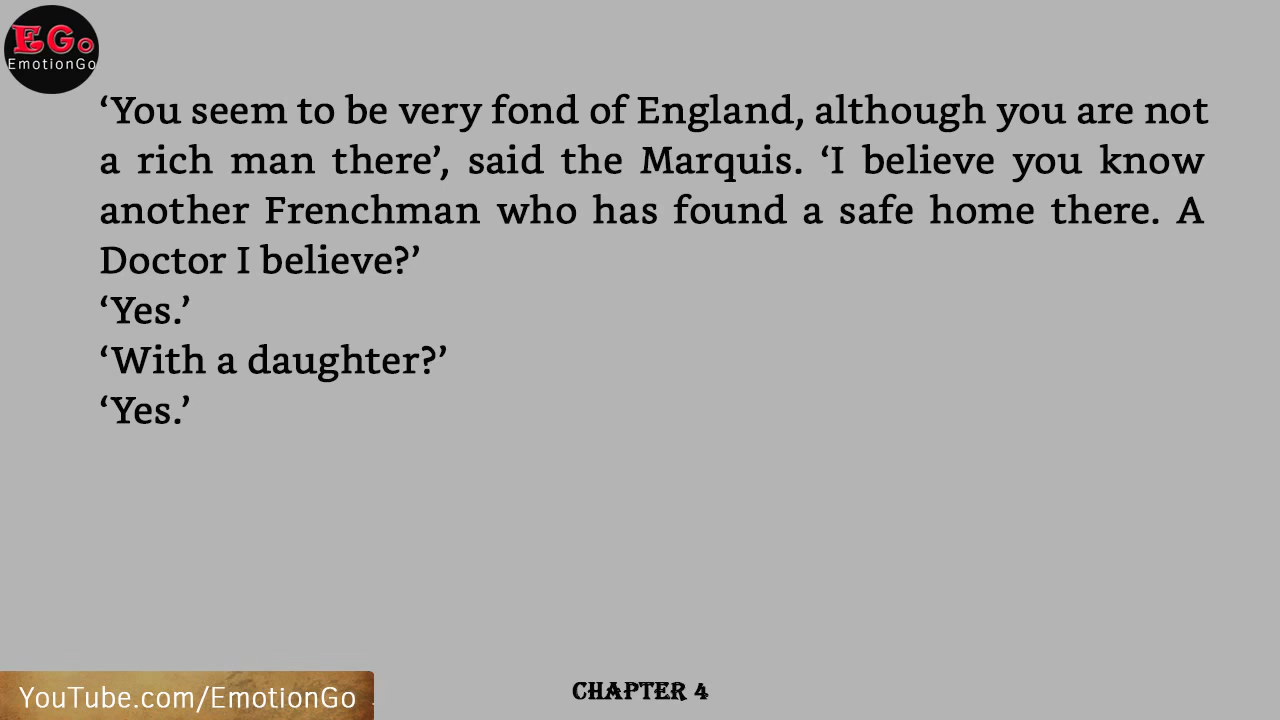 EGo
EmotionGo
‘You seem to be very fond of England, although you are not
a rich man there’, said the Marquis. ‘I believe you know
another Frenchman who has found a safe home there. A
Doctor I believe?’
‘Yes.’
‘With a daughter?’
‘Yes.’
YouTube.com/EmotionGo
CHAPTER 4